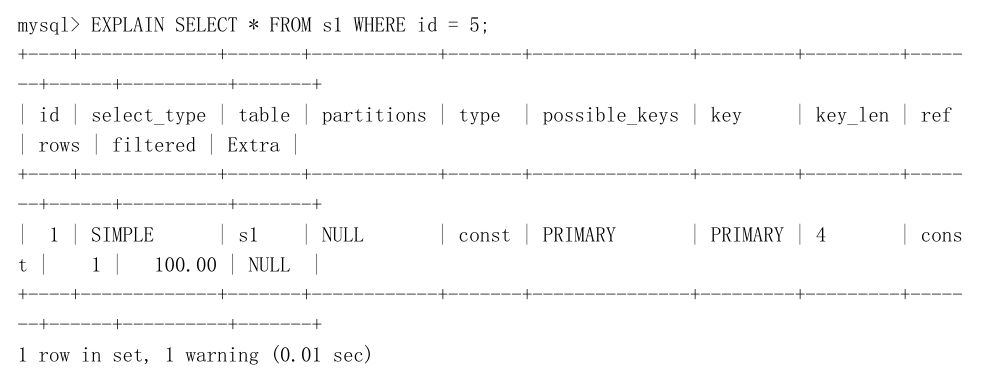 mysql> EXPLAIN SELECT * FROM s1 WHERE id = 5;
+----+-------------+-------+------------+-------+---------------+---------+---------+-----
--+------+----------+-------+
| id | select_type | table | partitions | type  | possible_keys | key     | key_len | ref
| rows | filtered | Extra |
+----+-------------+-------+------------+-------+---------------+---------+---------+-----
--+------+----------+-------+
|  1 | SIMPLE      | s1    | NULL       | const | PRIMARY       | PRIMARY | 4       | cons
t |    1 |   100.00 | NULL  |
+----+-------------+-------+------------+-------+---------------+---------+---------+-----
--+------+----------+-------+
1 row in set, 1 warning (0.01 sec)